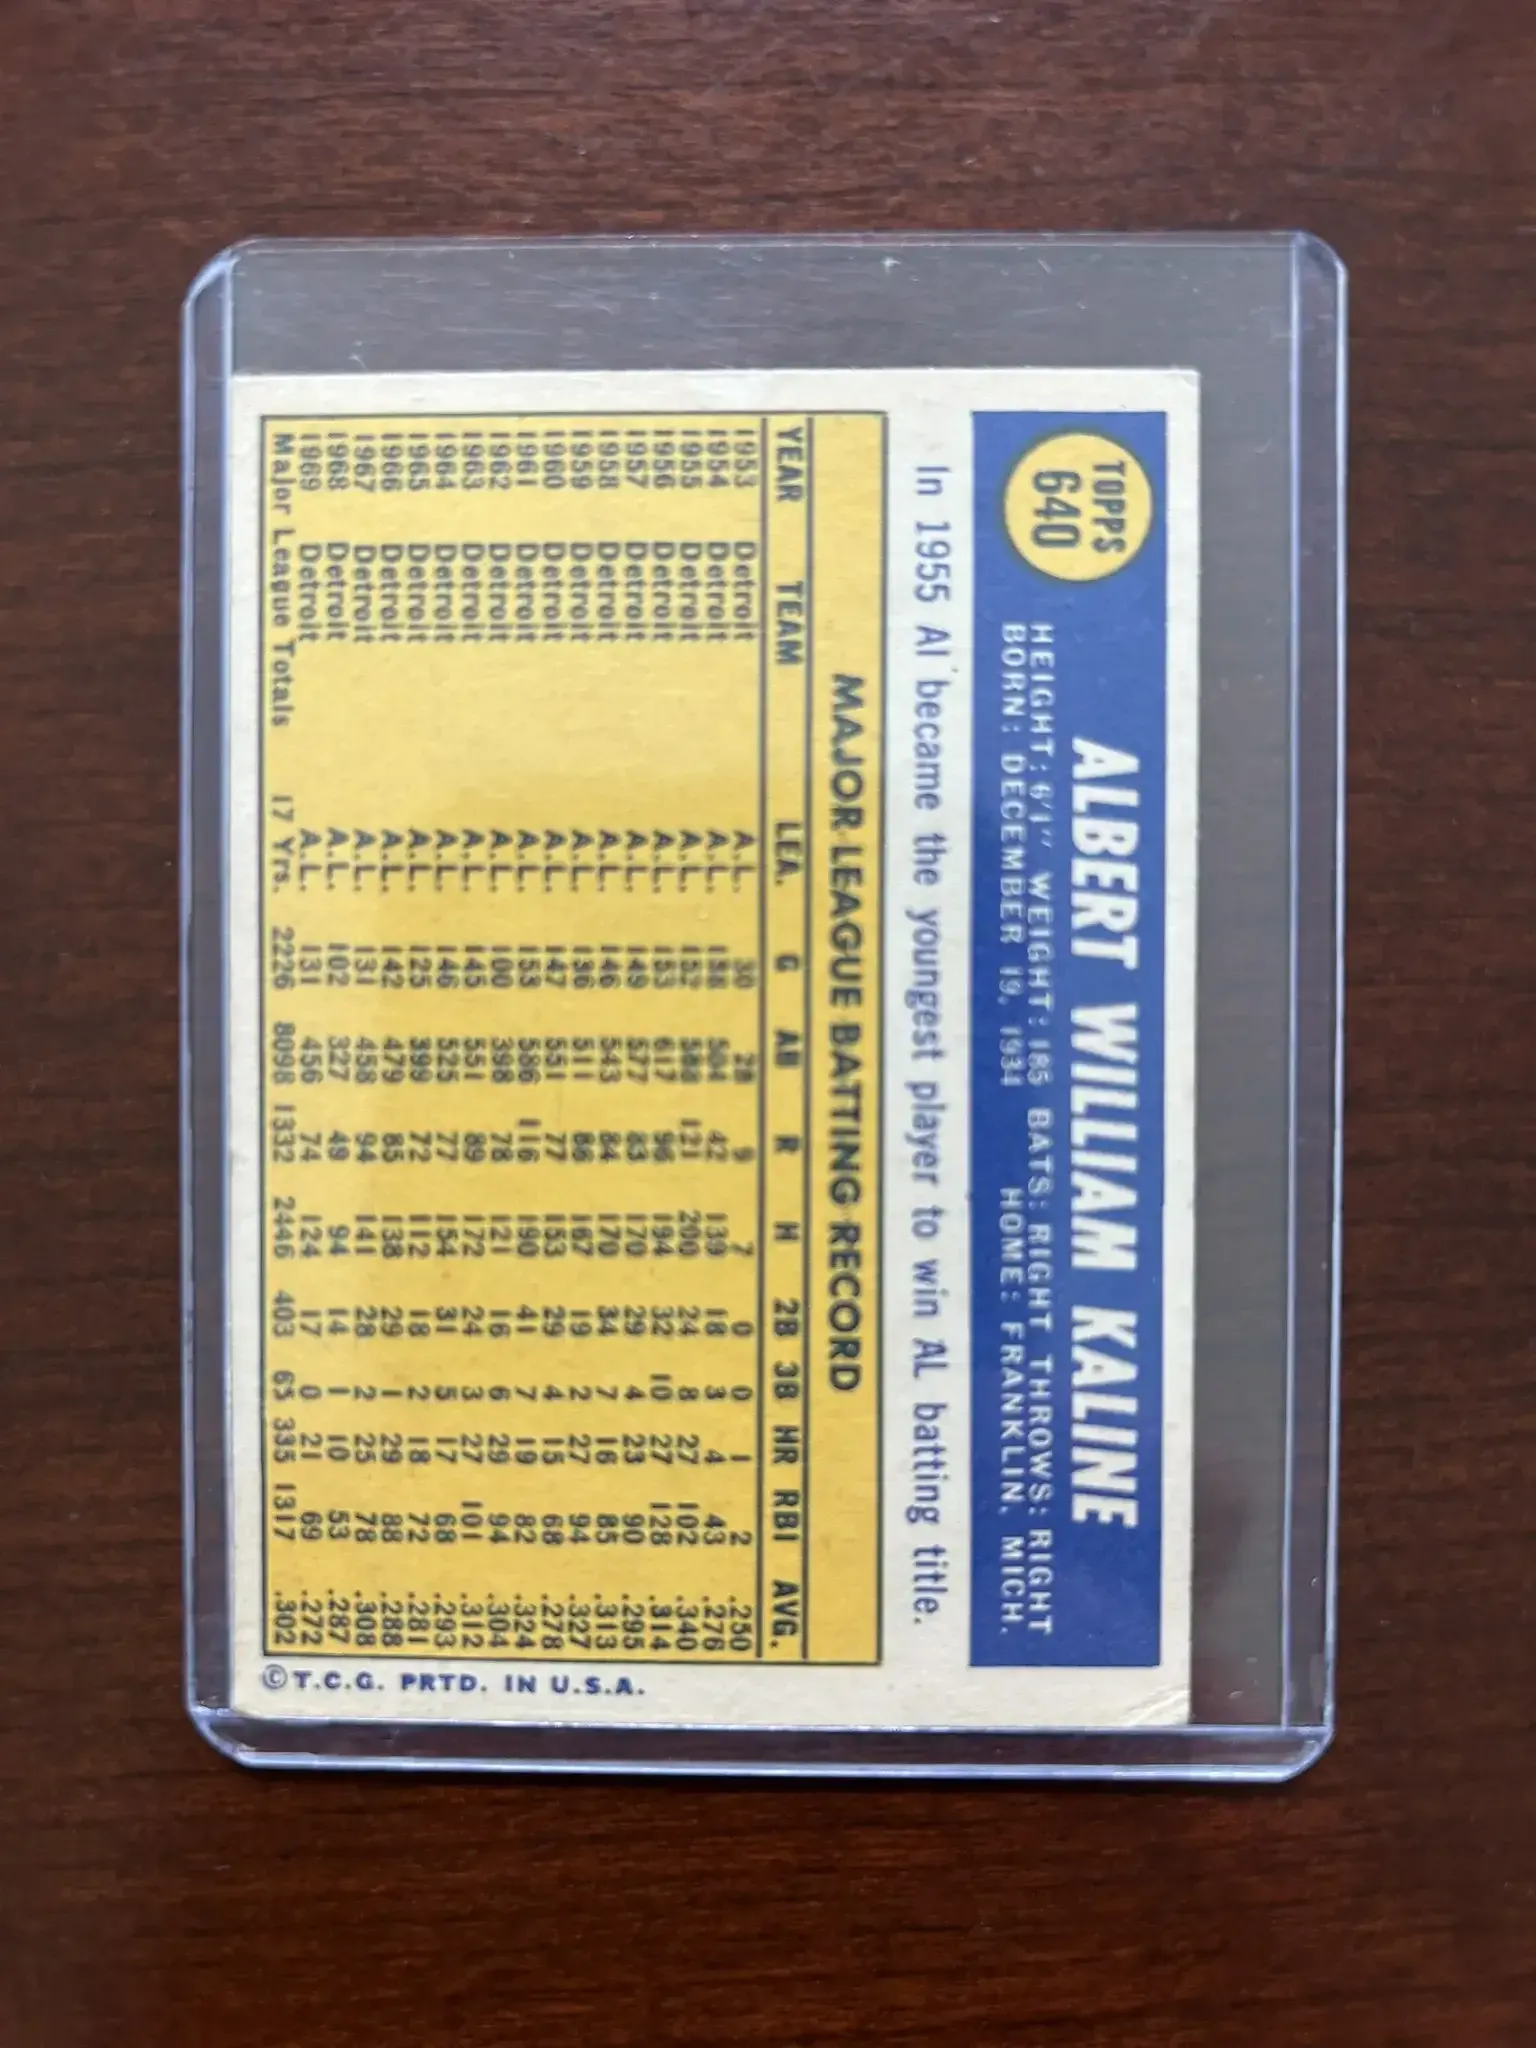 TOPPS
640
ALBERT WILLIAM KALINE
HEIGHT: 6'1" WEIGHT: 185 BATS: RIGHT THROWS: RIGHT
BORN: DECEMBER 19, 1934 HOME: FRANKLIN, MICH.
In 1955 Al became the youngest player to win AL batting title.
MAJOR LEAGUE BATTING RECORD
YEAR TEAM LEA. G AB R H 2B 3B HR RBI AVG.
1953 Detroit A.L. 30 28 9 7 0 0 1 2 .250
1954 Detroit A.L. 138 504 42 139 18 3 4 43 .276
1955 Detroit A.L. 152 588 121 200 24 8 27 102 .340
1956 Detroit A.L. 153 617 96 194 32 10 27 128 .314
1957 Detroit A.L. 149 577 83 170 29 4 23 90 .295
1958 Detroit A.L. 146 543 84 170 34 7 16 85 .313
1959 Detroit A.L. 136 511 86 167 19 2 27 94 .327
1960 Detroit A.L. 147 551 77 153 29 4 15 68 .278
1961 Detroit A.L. 153 586 116 190 41 7 19 82 .324
1962 Detroit A.L. 100 398 78 121 16 6 29 94 .304
1963 Detroit A.L. 145 551 89 172 24 3 27 101 .312
1964 Detroit A.L. 146 525 77 154 31 5 17 68 .293
1965 Detroit A.L. 125 399 72 112 18 2 18 72 .281
1966 Detroit A.L. 142 479 85 138 29 1 29 88 .288
1967 Detroit A.L. 131 458 94 141 28 2 25 78 .308
1968 Detroit A.L. 102 327 49 94 14 1 10 53 .287
1969 Detroit A.L. 131 456 74 124 17 0 21 69 .272
Major League Totals 17 Yrs. 2226 8098 1332 2446 403 65 335 1317 .302
©T.C.G. PRTD. IN U.S.A.